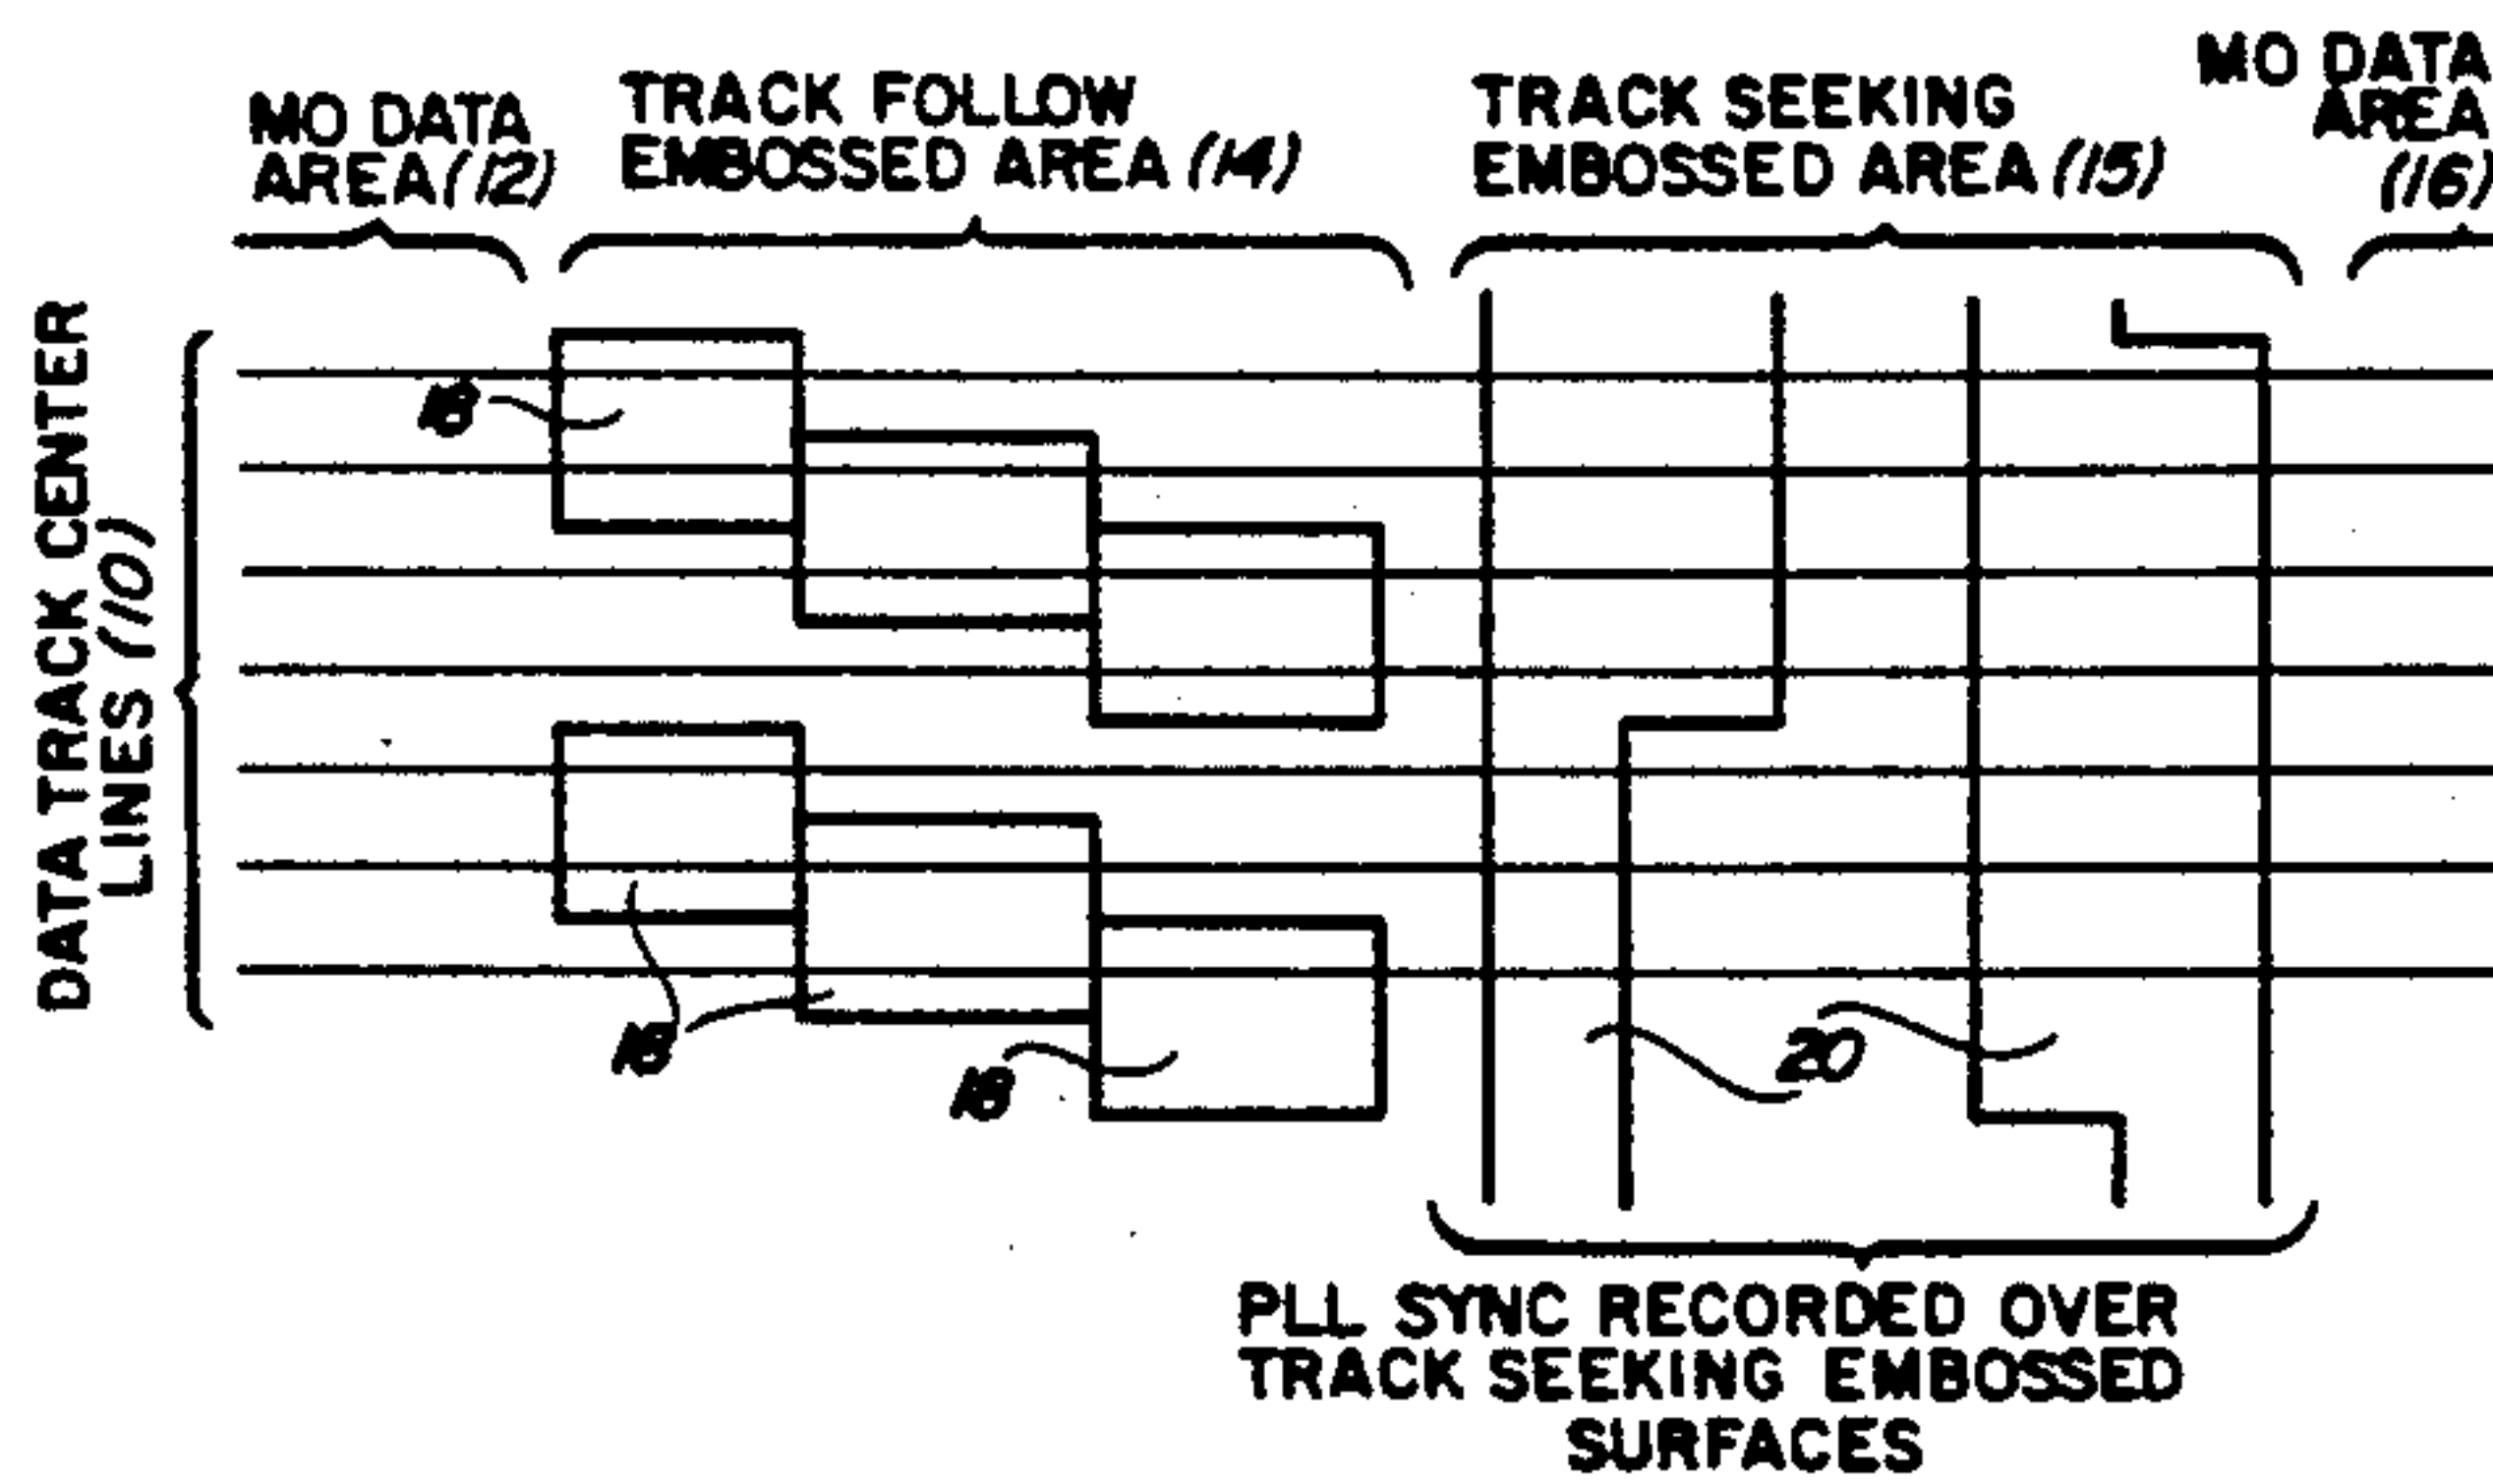 MO DATA
AREA (12)
TRACK FOLLOW
EMBOSSED AREA (14)
TRACK SEEKING
EMBOSSED AREA (15)
MO DATA
AREA
(16)
DATA TRACK CENTER
LINES (110)
18
18
18
20
PLL SYNC RECORDED OVER
TRACK SEEKING EMBOSSED
SURFACES